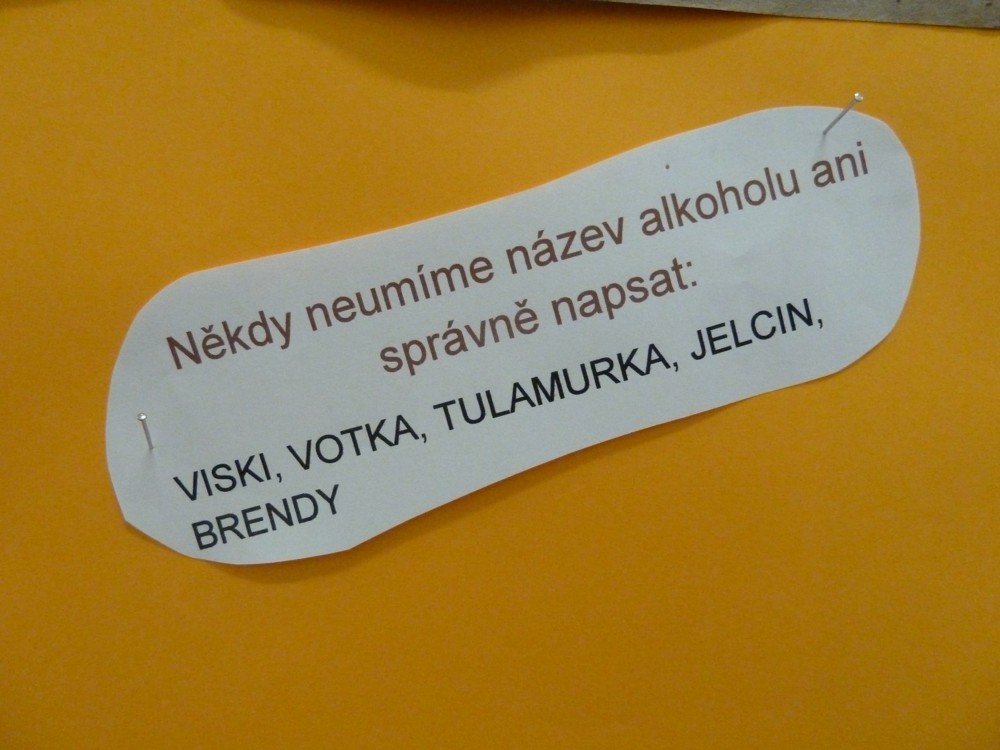 Někdy neumíme název alkoholu ani
správně napsat:
VISKI, VOTKA, TULAMURKA, JELCIN,
BRENDY